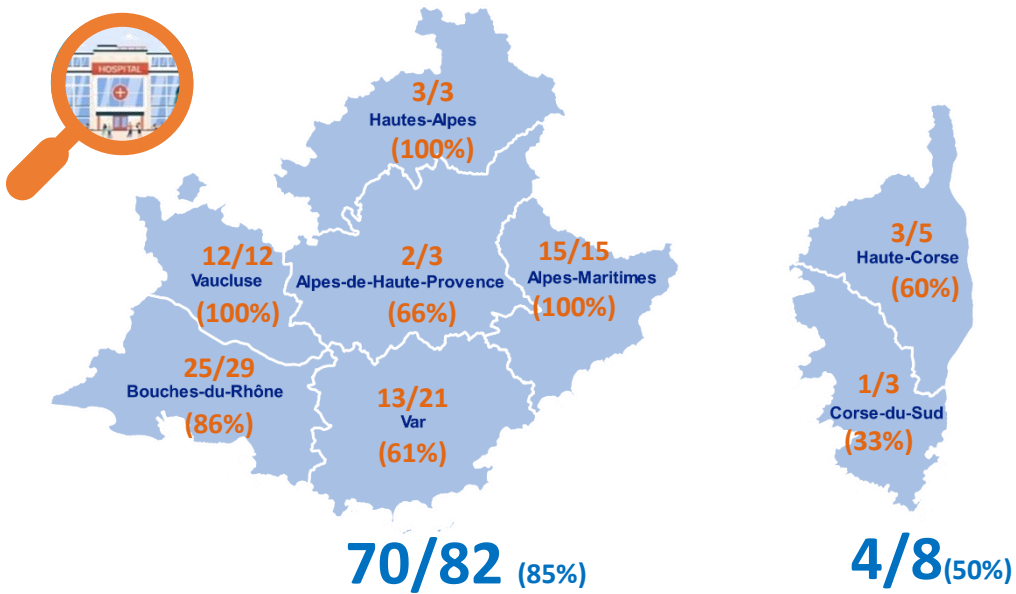 HOSPITAL
3/3
Hautes-Alpes
(100%)
12/12
Vaucluse
(100%)
2/3
Alpes-de-Haute-Provence
(66%)
15/15
Alpes-Maritimes
(100%)
25/29
Bouches-du-Rhône
(86%)
13/21
Var
(61%)
3/5
Haute-Corse
(60%)
1/3
Corse-du-Sud
(33%)
70/82 (85%)
4/8(50%)